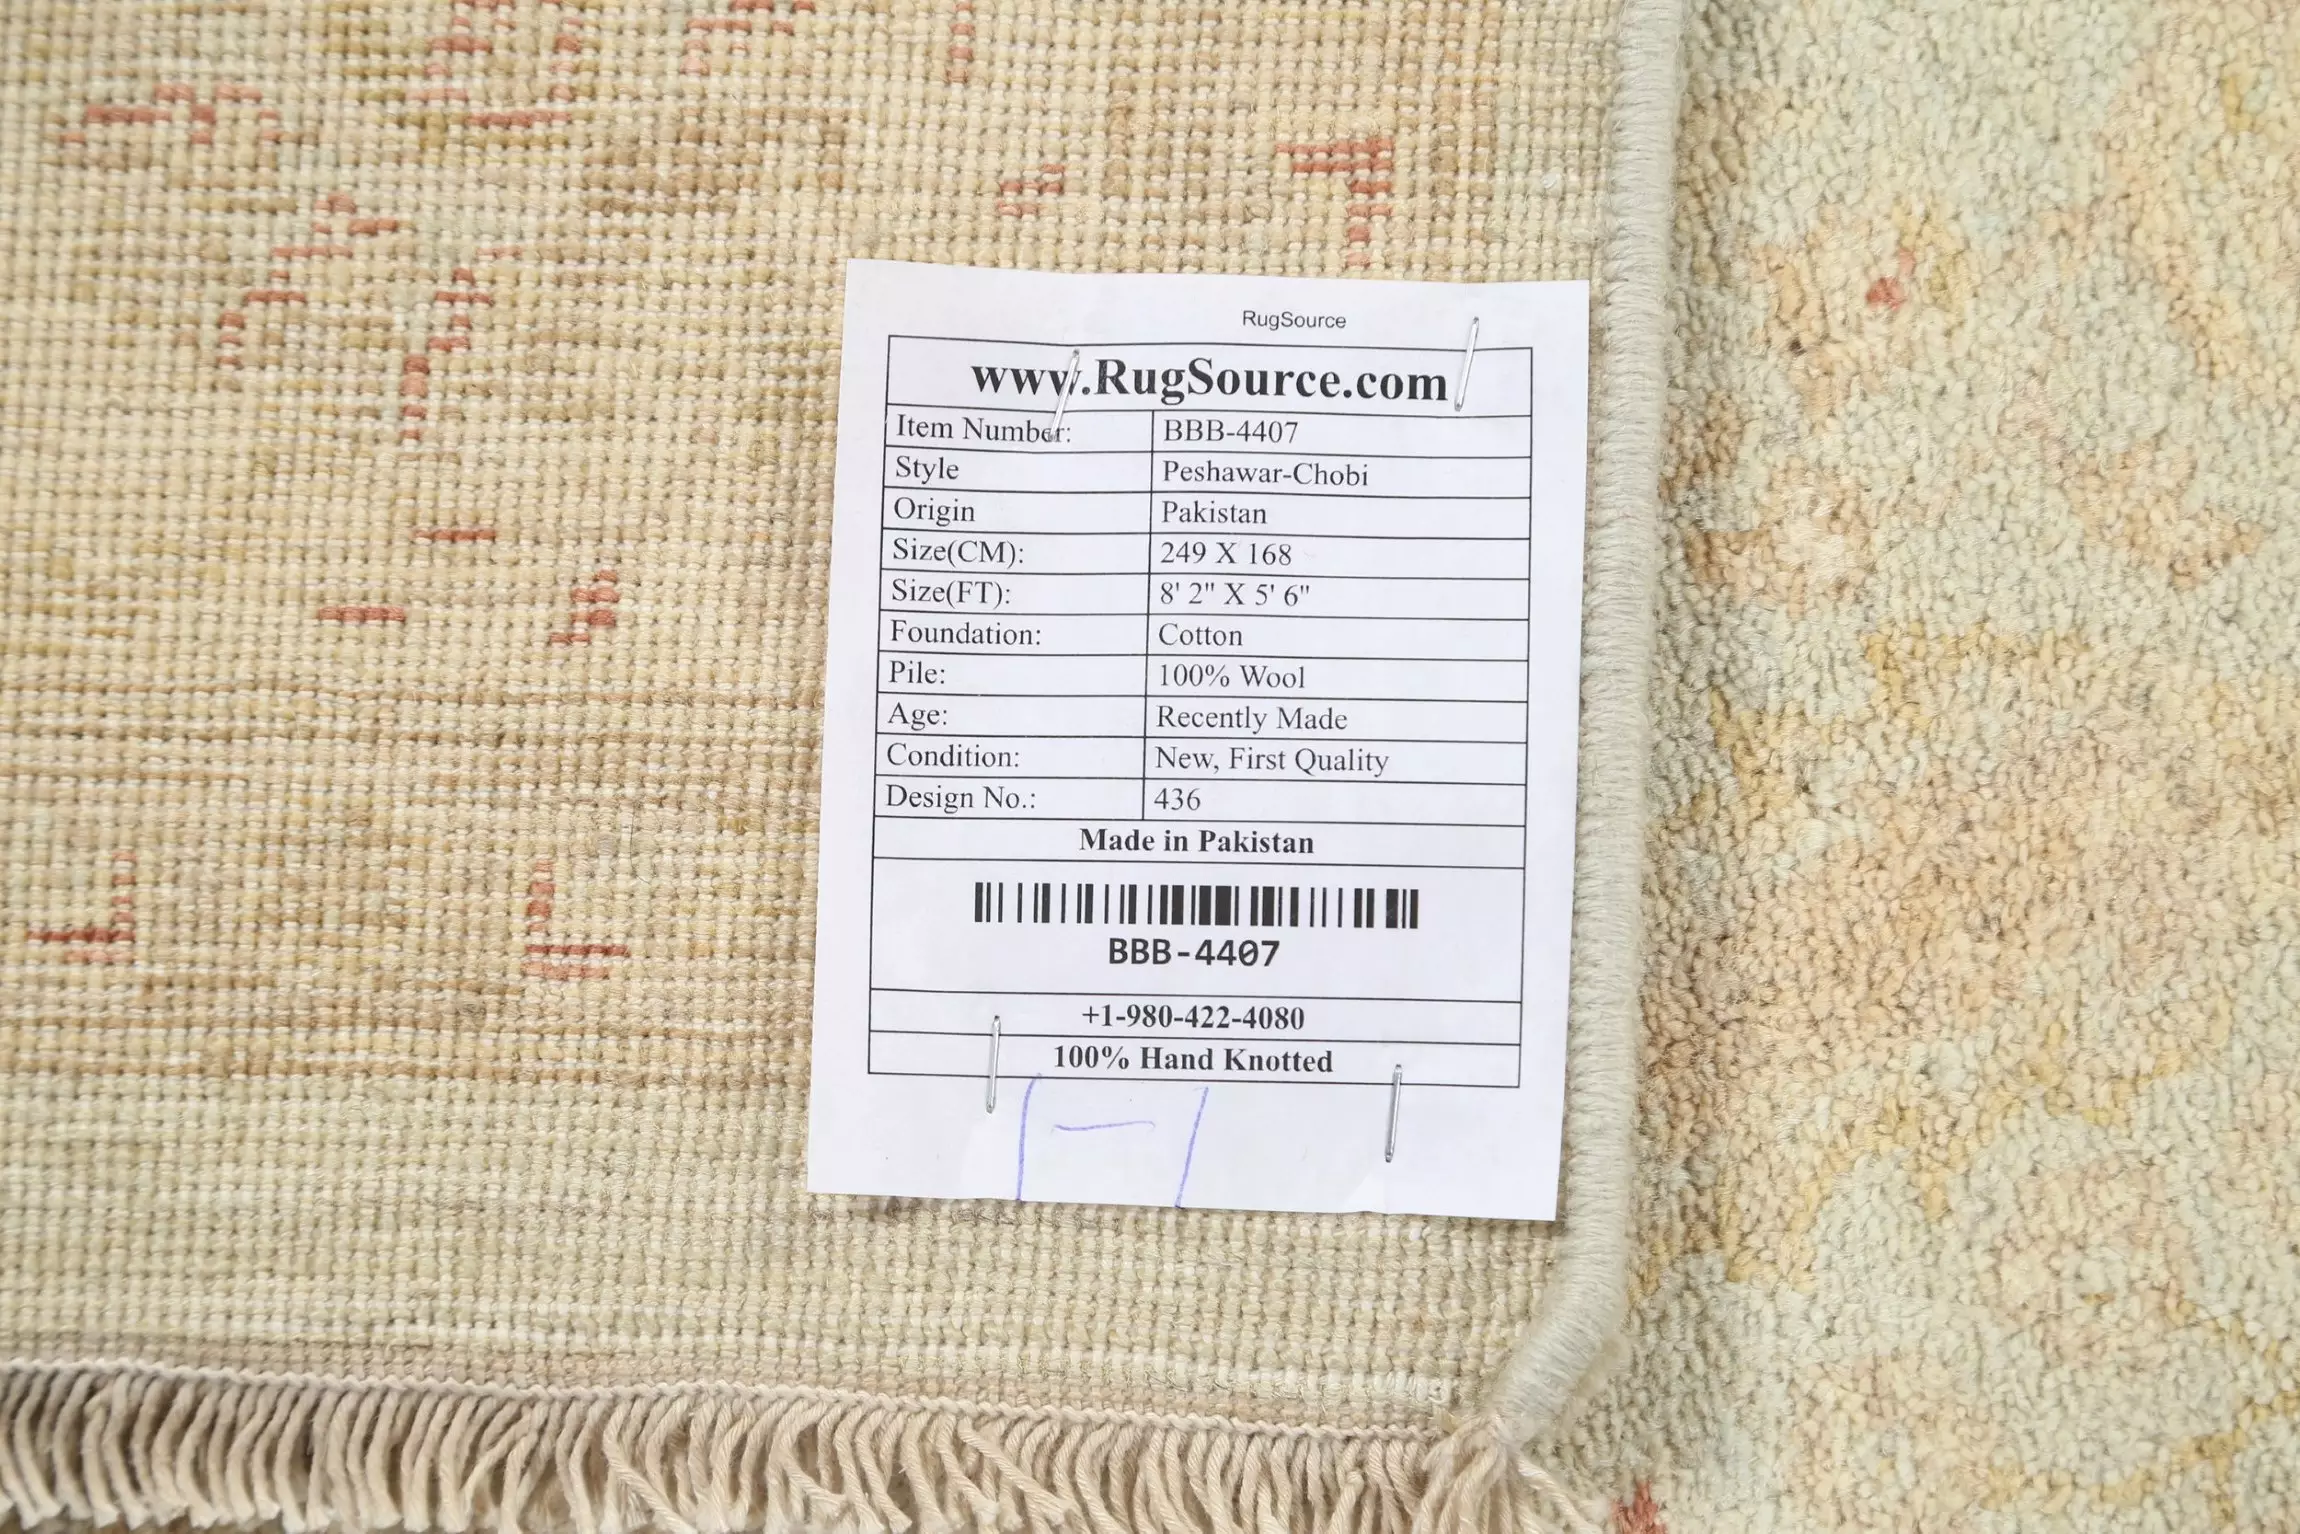 RugSource
www.RugSource.com
Item Number: BBB-4407
Style Peshawar-Chobi
Origin Pakistan
Size(CM): 249 X 168
Size(FT): 8' 2" X 5' 6"
Foundation: Cotton
Pile: 100% Wool
Age: Recently Made
Condition: New, First Quality
Design No.: 436
Made in Pakistan
BBB-4407
+1-980-422-4080
100% Hand Knotted